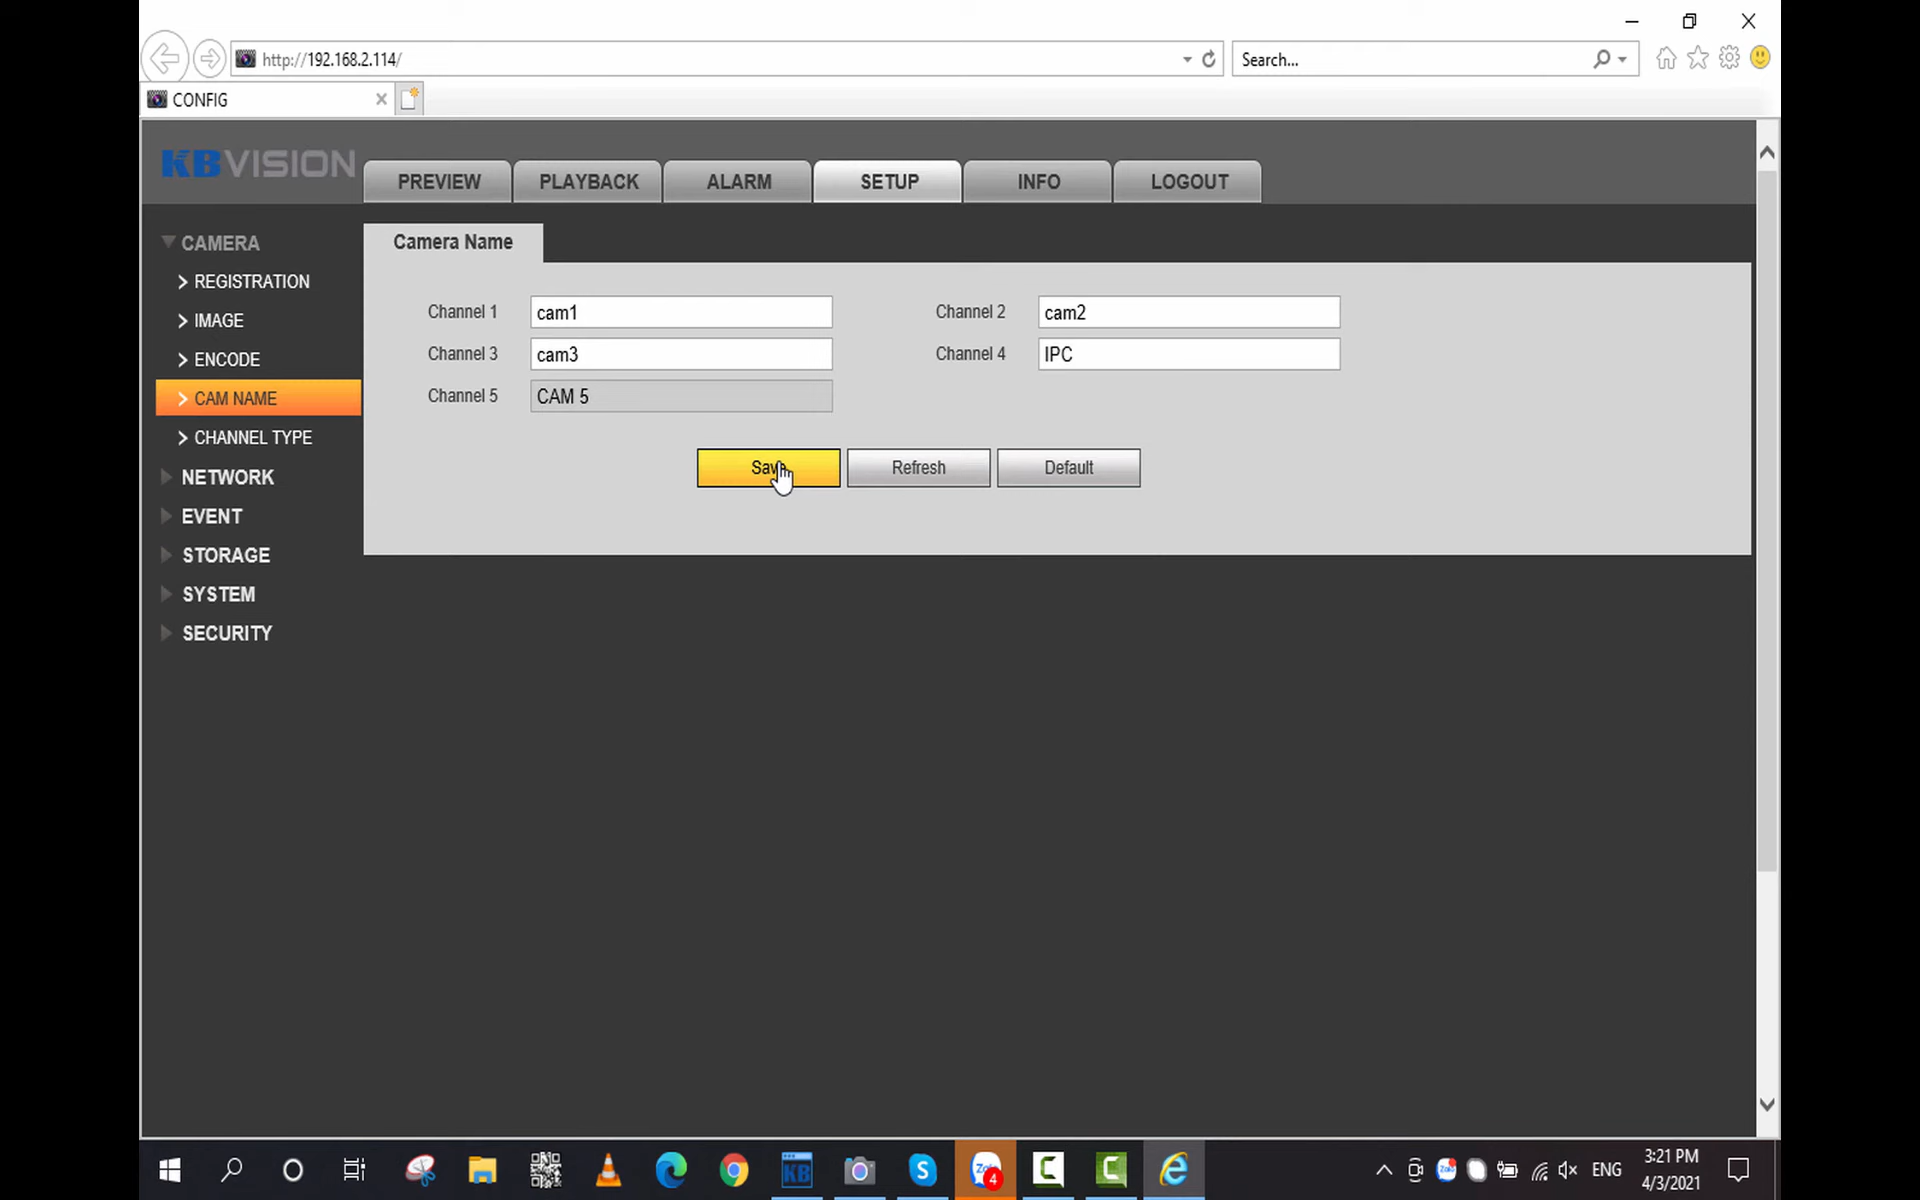 http://192.168.2.114/
Search...
CONFIG
KBVISION
PREVIEW
PLAYBACK
ALARM
SETUP
INFO
LOGOUT
CAMERA
REGISTRATION
IMAGE
ENCODE
CAM NAME
CHANNEL TYPE
NETWORK
EVENT
STORAGE
SYSTEM
SECURITY
Camera Name
Channel 1 cam1
Channel 2 cam2
Channel 3 cam3
Channel 4 IPC
Channel 5 CAM 5
Save
Refresh
Default
KB
S
4
C
C
ENG
3:21 PM
4/3/2021